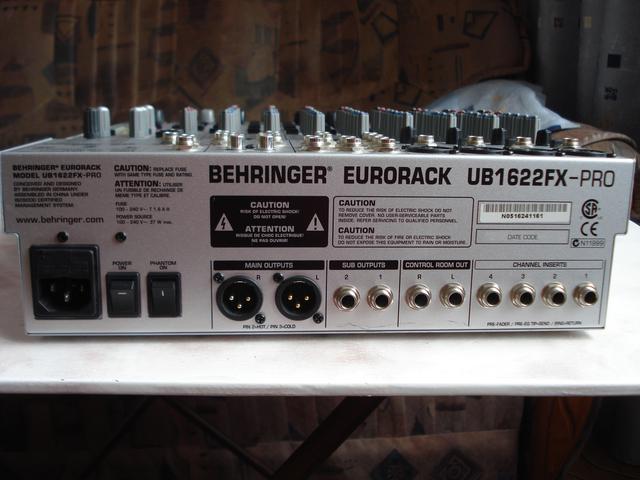 BEHRINGER® EURORACK
MODEL UB1622FX-PRO
CONCEIVED AND DESIGNED
BY BEHRINGER GERMANY.
ASSEMBLED IN CHINA UNDER
ISO9000 CERTIFIED
MANAGEMENT SYSTEM.
www.behringer.com
CAUTION: REPLACE FUSE
WITH SAME TYPE FUSE AND RATING.
ATTENTION: UTILISER
UN FUSIBLE DE RECHANGE DE
MEME TYPE ET CALIBRE.
FUSE
POWER SOURCE
100 - 240 V~ 37 W max.
BEHRINGER® EURORACK UB1622FX-PRO
CAUTION
RISK OF ELECTRIC SHOCK!
DO NOT OPEN!
ATTENTION
RISQUE DE CHOC ELECTRIQUE!
NE PAS OUVRIR!
CAUTION
TO REDUCE THE RISK OF ELECTRIC SHOCK DO NOT
REMOVE COVER. NO USER-SERVICEABLE PARTS
INSIDE. REFER SERVICING TO QUALIFIED PERSONNEL.
CAUTION
TO REDUCE THE RISK OF FIRE OR ELECTRIC SHOCK
DO NOT EXPOSE THIS EQUIPMENT TO RAIN OR MOISTURE.
N0516241161
DATE CODE
CE
N11899
POWER
ON
PHANTOM
ON
MAIN OUTPUTS
R L
PIN 2=HOT / PIN 3=COLD
SUB OUTPUTS
2 1
CONTROL ROOM OUT
R L
CHANNEL INSERTS
4 3 2 1
PRE-FADER / PRE-EQ TIP=SEND / RING=RETURN